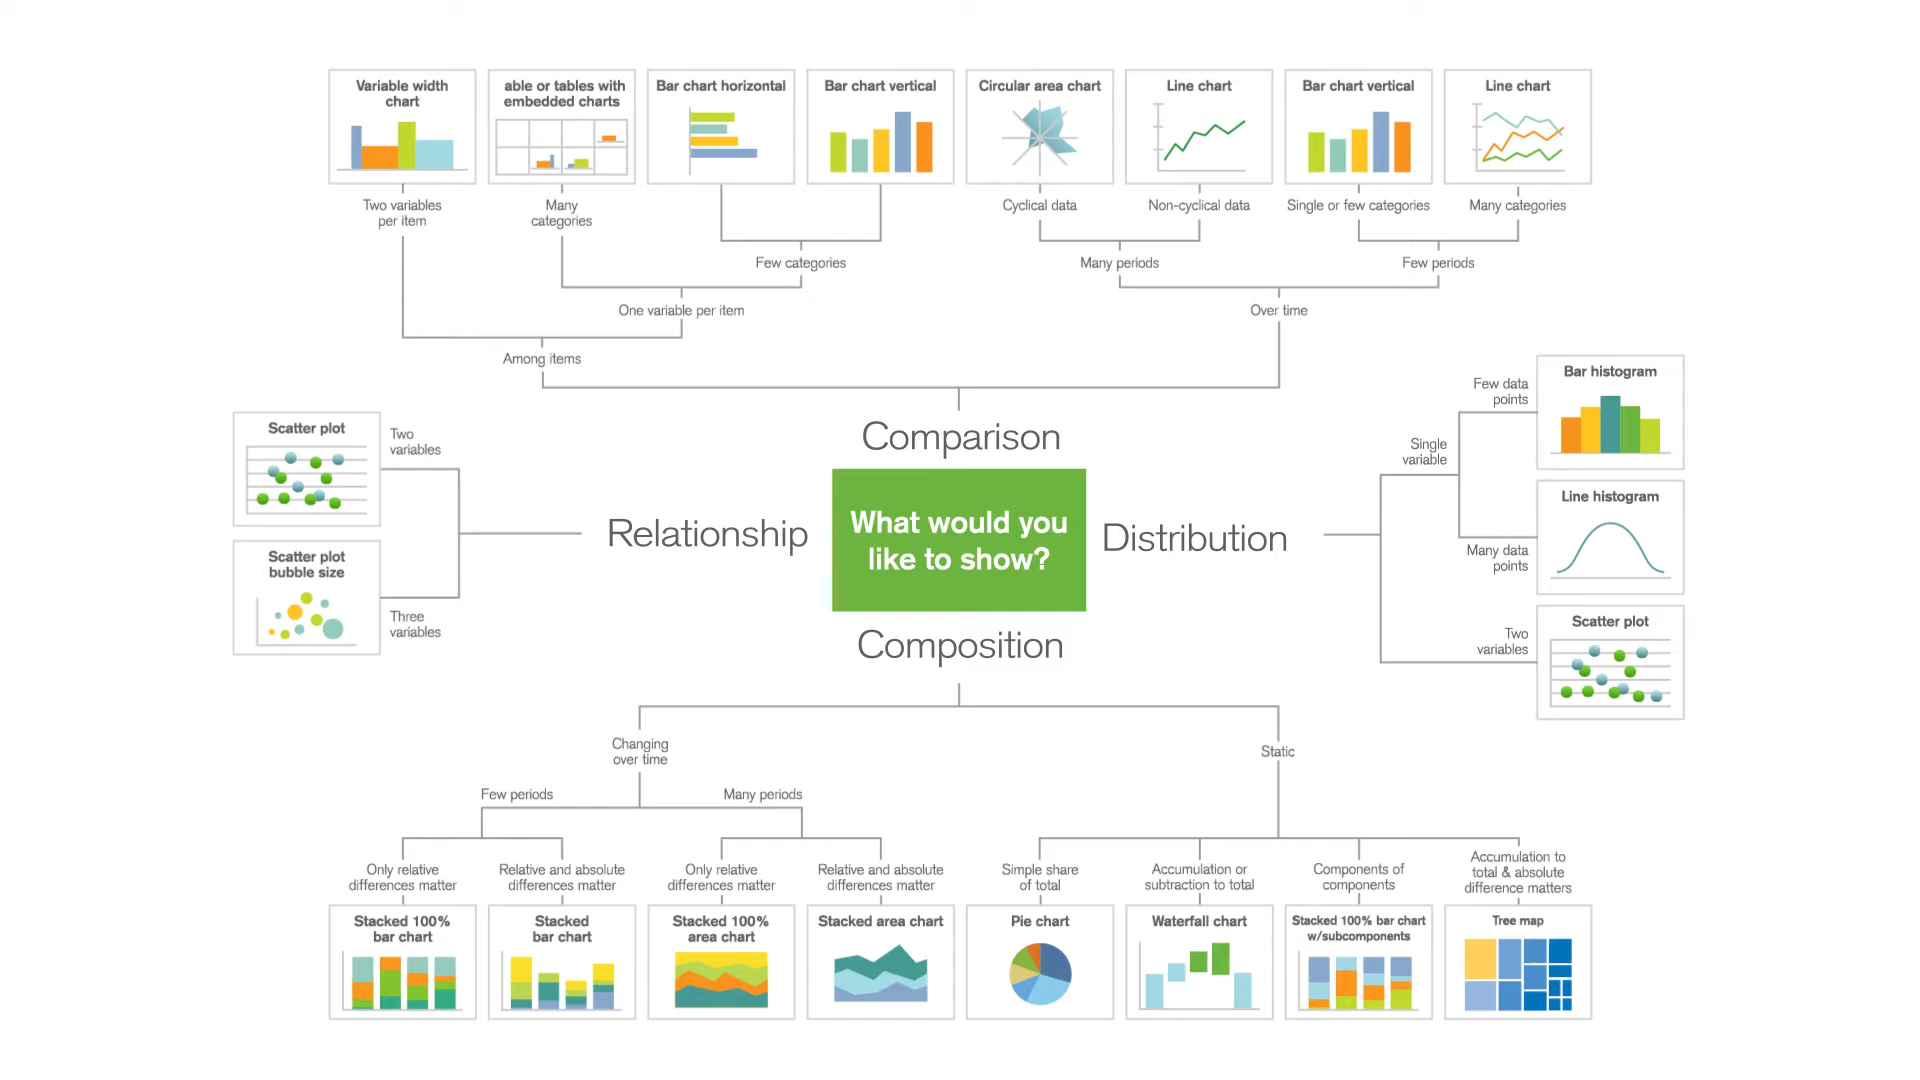 Variable width
chart
able or tables with
embedded charts
Bar chart horizontal
Bar chart vertical
Circular area chart
Line chart
Bar chart vertical
Line chart
Two variables
per item
Many
categories
Cyclical data
Non-cyclical data
Single or few categories
Many categories
Few categories
Many periods
Few periods
One variable per item
Over time
Among items
Comparison
Scatter plot
Two
variables
Scatter plot
bubble size
Three
variables
Relationship
What would you
like to show?
Distribution
Single
variable
Few data
points
Bar histogram
Many data
points
Line histogram
Two
variables
Scatter plot
Composition
Changing
over time
Static
Few periods
Many periods
Only relative
differences matter
Relative and absolute
differences matter
Only relative
differences matter
Relative and absolute
differences matter
Simple share
of total
Accumulation or
subtraction to total
Components of
components
Accumulation to
total & absolute
difference matters
Stacked 100%
bar chart
Stacked
bar chart
Stacked 100%
area chart
Stacked area chart
Pie chart
Waterfall chart
Stacked 100% bar chart
w/subcomponents
Tree map